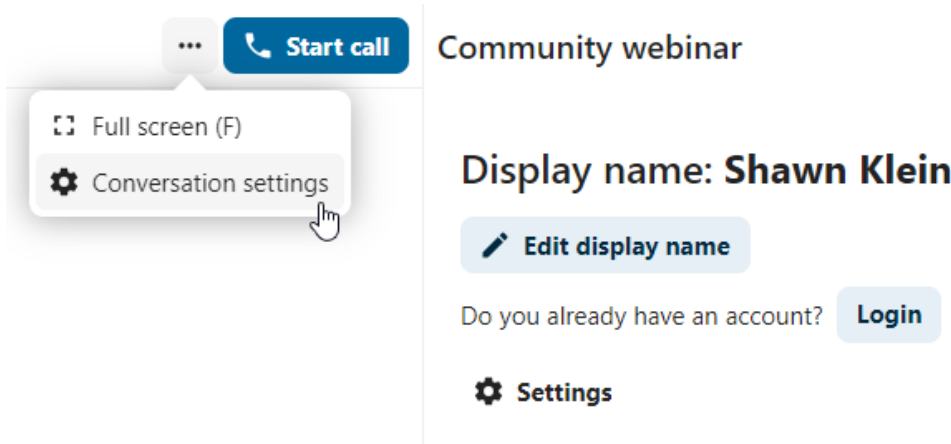 Start call
Community webinar
Full screen (F)
Conversation settings
Display name: Shawn Klein
Edit display name
Do you already have an account? Login
Settings